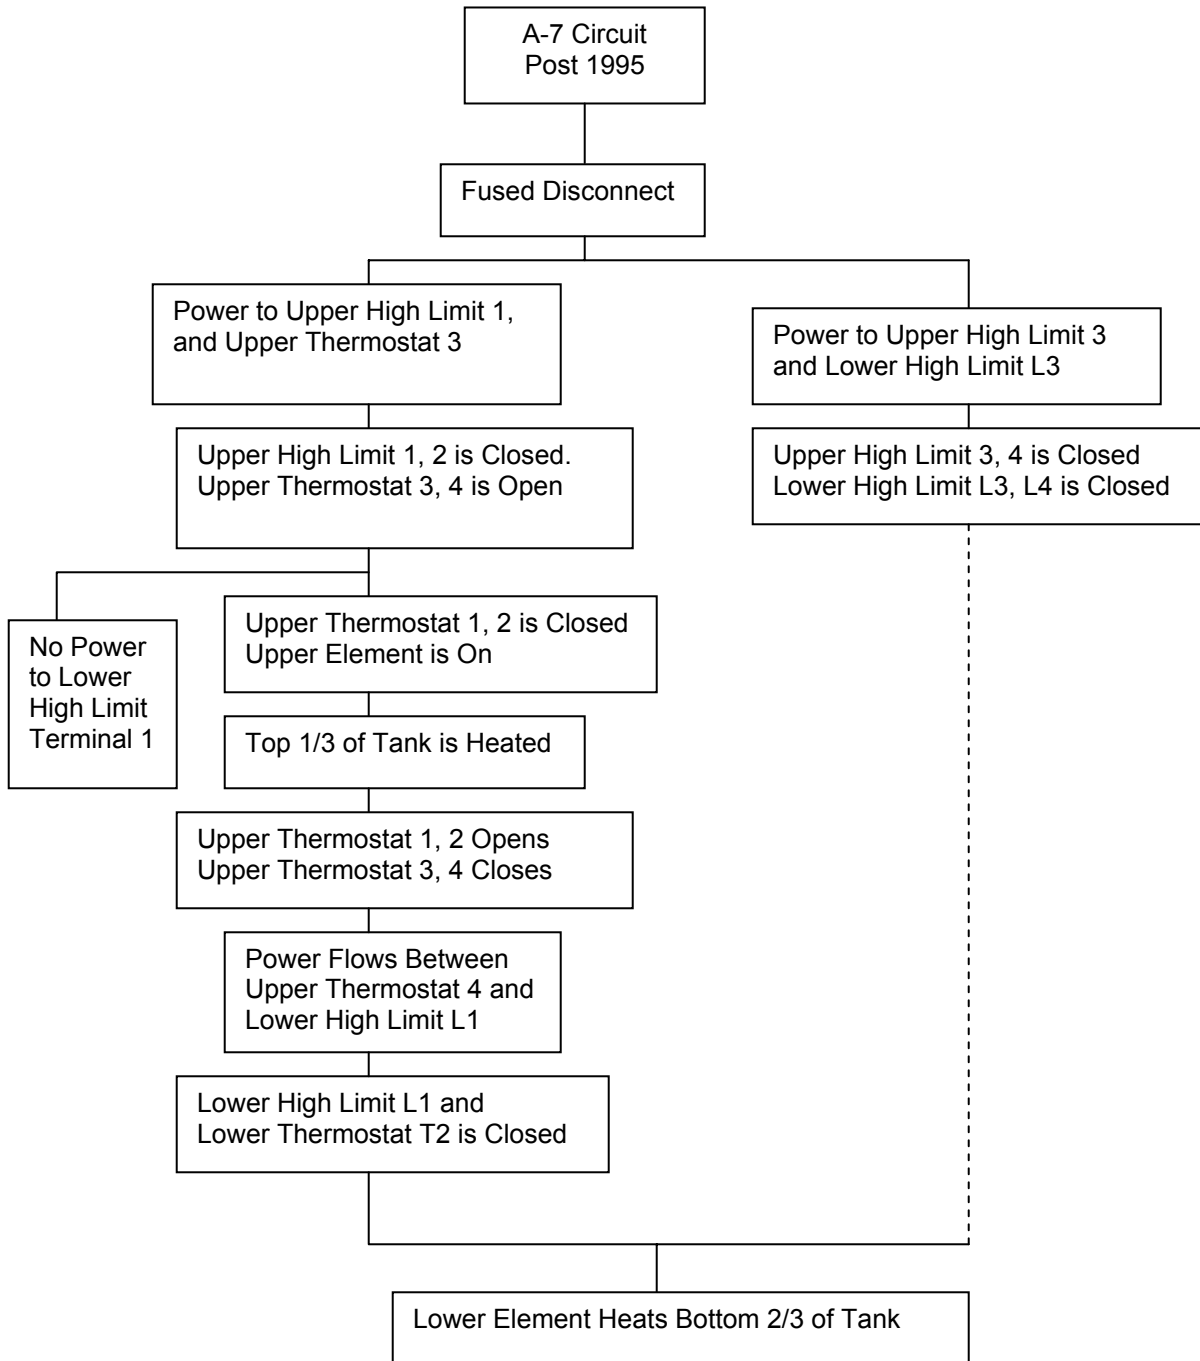 A-7 Circuit
Post 1995
Fused Disconnect
Power to Upper High Limit 1,
and Upper Thermostat 3
Power to Upper High Limit 3
and Lower High Limit L3
Upper High Limit 1, 2 is Closed.
Upper Thermostat 3, 4 is Open
Upper High Limit 3, 4 is Closed
Lower High Limit L3, L4 is Closed
No Power
to Lower
High Limit
Terminal 1
Upper Thermostat 1, 2 is Closed
Upper Element is On
Top 1/3 of Tank is Heated
Upper Thermostat 1, 2 Opens
Upper Thermostat 3, 4 Closes
Power Flows Between
Upper Thermostat 4 and
Lower High Limit L1
Lower High Limit L1 and
Lower Thermostat T2 is Closed
Lower Element Heats Bottom 2/3 of Tank